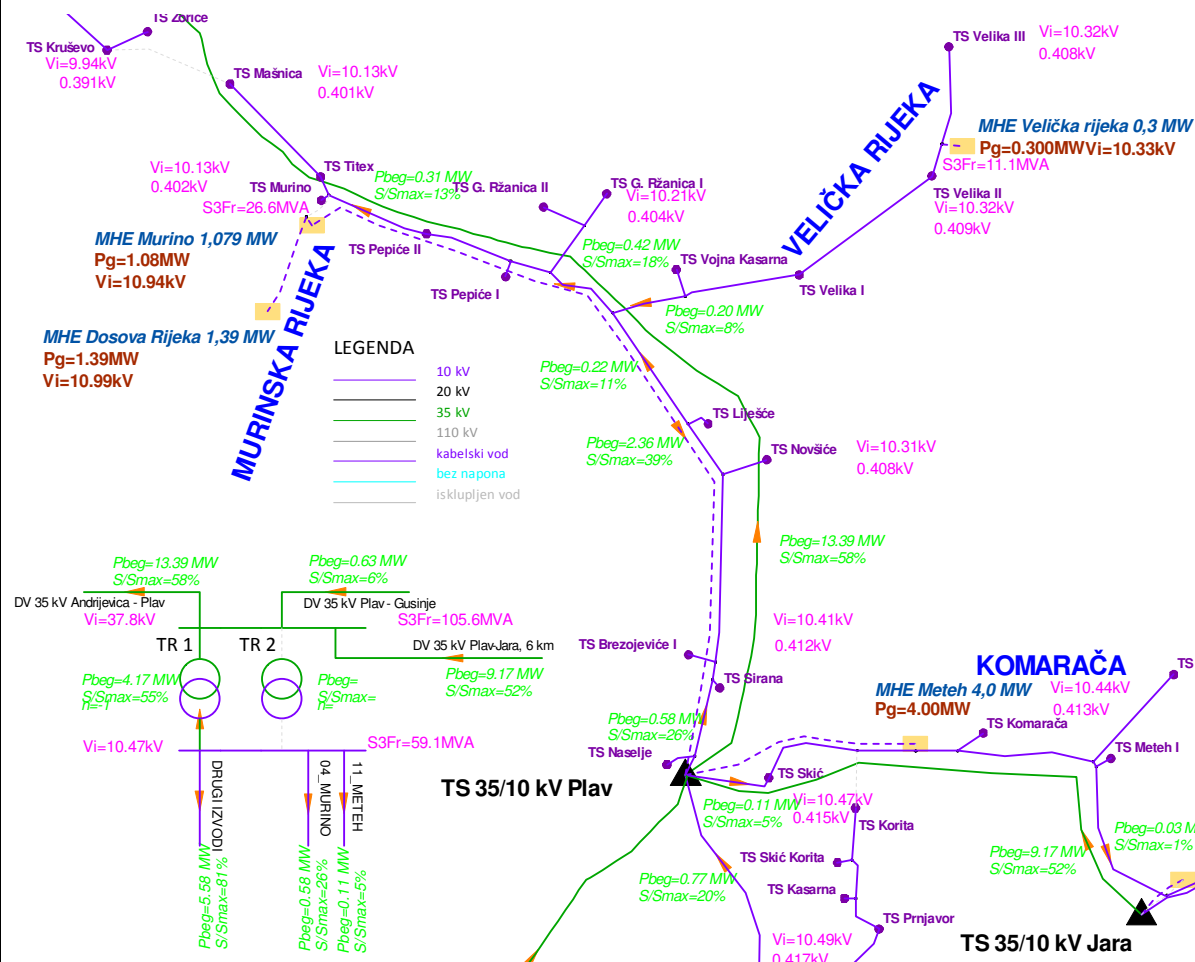 TS Zorice
TS Kruševo
Vi=9.94kV
0.391kV
TS Mašnica
Vi=10.13kV
0.401kV
TS Velika III
Vi=10.32kV
0.408kV
VELIČKA RIJEKA
MHE Velička rijeka 0,3 MW
Pg=0.300MW
Vi=10.33kV
S3Fr=11.1MVA
TS Velika II
Vi=10.32kV
0.409kV
Vi=10.13kV
0.402kV
TS Titex
TS Murino
S3Fr=26.6MVA
Pbeg=0.31 MW
S/Smax=13%
TS G. Ržanica II
TS G. Ržanica I
Vi=10.21kV
0.404kV
MHE Murino 1,079 MW
Pg=1.08MW
Vi=10.94kV
TS Pepiće II
TS Pepiće I
Pbeg=0.42 MW
S/Smax=18%
TS Vojna Kasarna
TS Velika I
Pbeg=0.20 MW
S/Smax=8%
MURINSKA RIJEKA
MHE Dosova Rijeka 1,39 MW
Pg=1.39MW
Vi=10.99kV
LEGENDA
10 kV
20 kV
35 kV
110 kV
kabelski vod
bez napona
isklupljen vod
Pbeg=0.22 MW
S/Smax=11%
TS Liješće
Pbeg=2.36 MW
S/Smax=39%
TS Novšiće
Vi=10.31kV
0.408kV
Pbeg=13.39 MW
S/Smax=58%
Pbeg=13.39 MW
S/Smax=58%
Pbeg=0.63 MW
S/Smax=6%
DV 35 kV Andrijevica - Plav
DV 35 kV Plav - Gusinje
Vi=37.8kV
S3Fr=105.6MVA
TR 1
TR 2
DV 35 kV Plav-Jara, 6 km
Pbeg=9.17 MW
S/Smax=52%
Pbeg=4.17 MW
S/Smax=55%
n=-1
Pbeg=
S/Smax=
n=
Vi=10.47kV
S3Fr=59.1MVA
DRUGI IZVODI
04_MURINO
11_METEH
Pbeg=5.58 MW
S/Smax=81%
Pbeg=0.58 MW
S/Smax=26%
Pbeg=0.11 MW
S/Smax=5%
Vi=10.41kV
0.412kV
TS Brezojeviće I
TS Sirana
Pbeg=0.58 MW
S/Smax=26%
TS Naselje
TS 35/10 kV Plav
KOMARAČA
MHE Meteh 4,0 MW
Pg=4.00MW
Vi=10.44kV
0.413kV
TS
TS Komarača
TS Meteh I
TS Skić
Pbeg=0.11 MW
S/Smax=5%
Vi=10.47kV
0.415kV
TS Korita
TS Skić Korita
TS Kasarna
TS Prnjavor
Pbeg=0.77 MW
S/Smax=20%
Pbeg=9.17 MW
S/Smax=52%
Pbeg=0.03 M
S/Smax=1%
Vi=10.49kV
0.417kV
TS 35/10 kV Jara